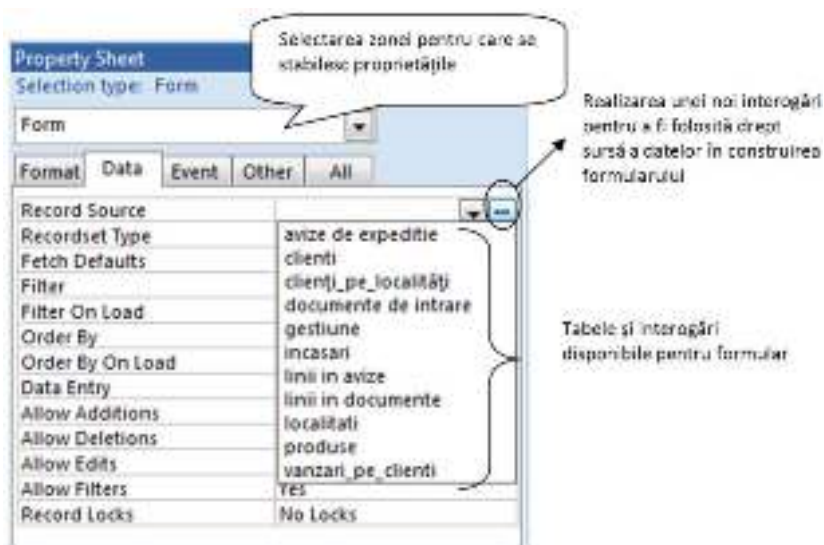 Property Sheet
Selection type: Form
Selectarea zonei pentru care se
stabilesc proprietățile
Form
Format Data Event Other All
Record Source
Recordset Type
Fetch Defaults
Filter
Filter On Load
Order By
Order By On Load
Data Entry
Allow Additions
Allow Deletions
Allow Edits
Allow Filters Yes
Record Locks No Locks
avize de expeditie
clienti
clienți_pe_localități
documente de intrare
gestiune
incasari
linii in avize
linii in documente
localitati
produse
vanzari_pe_clienti
Realizarea unei noi interogări
pentru a fi folosită drept
sursă a datelor în construirea
formularului
Tabele și interogări
disponibile pentru formular